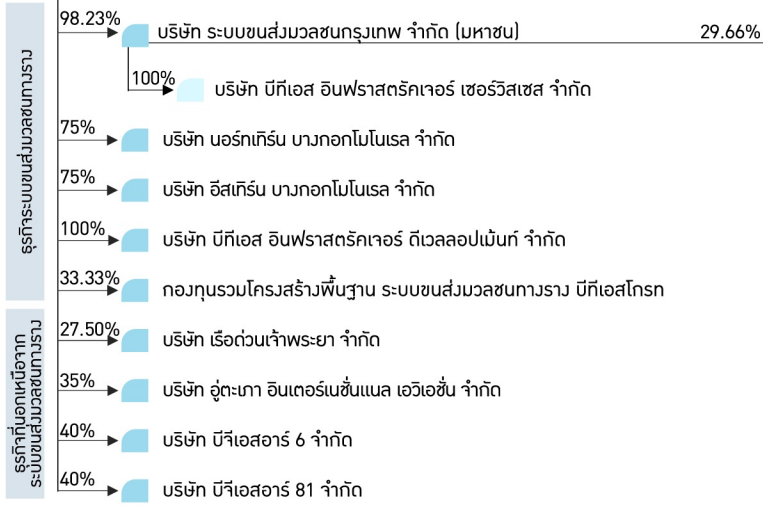 ธุรกิจระบบขนส่งมวลชนทางราง
98.23% บริษัท ระบบขนส่งมวลชนกรุงเทพ จำกัด (มหาชน) 29.66%
100% บริษัท บีทีเอส อินฟราสตรัคเจอร์ เซอร์วิสเซส จำกัด
75% บริษัท นอร์ทเทิร์น บางกอกโมโนเรล จำกัด
75% บริษัท อีสเทิร์น บางกอกโมโนเรล จำกัด
100% บริษัท บีทีเอส อินฟราสตรัคเจอร์ ดีเวลลอปเม้นท์ จำกัด
33.33% กองทุนรวมโครงสร้างพื้นฐาน ระบบขนส่งมวลชนทางราง บีทีเอสโกรท
ธุรกิจที่นอกเหนือจาก
ระบบขนส่งมวลชนทางราง
27.50% บริษัท เรือด่วนเจ้าพระยา จำกัด
35% บริษัท อู่ตะเภา อินเตอร์เนชั่นแนล เอวิเอชั่น จำกัด
40% บริษัท บีจีเอสอาร์ 6 จำกัด
40% บริษัท บีจีเอสอาร์ 81 จำกัด